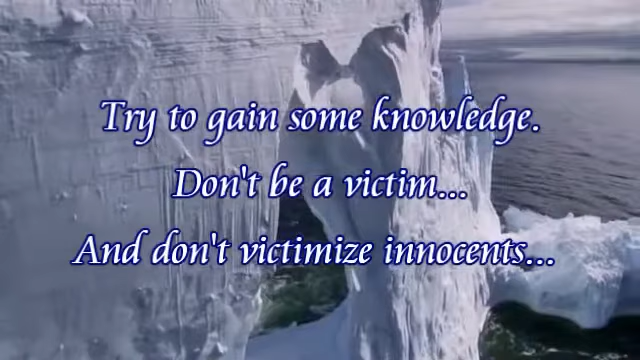 Try to gain some knowledge.
Don't be a victim...
And don't victimize innocents...